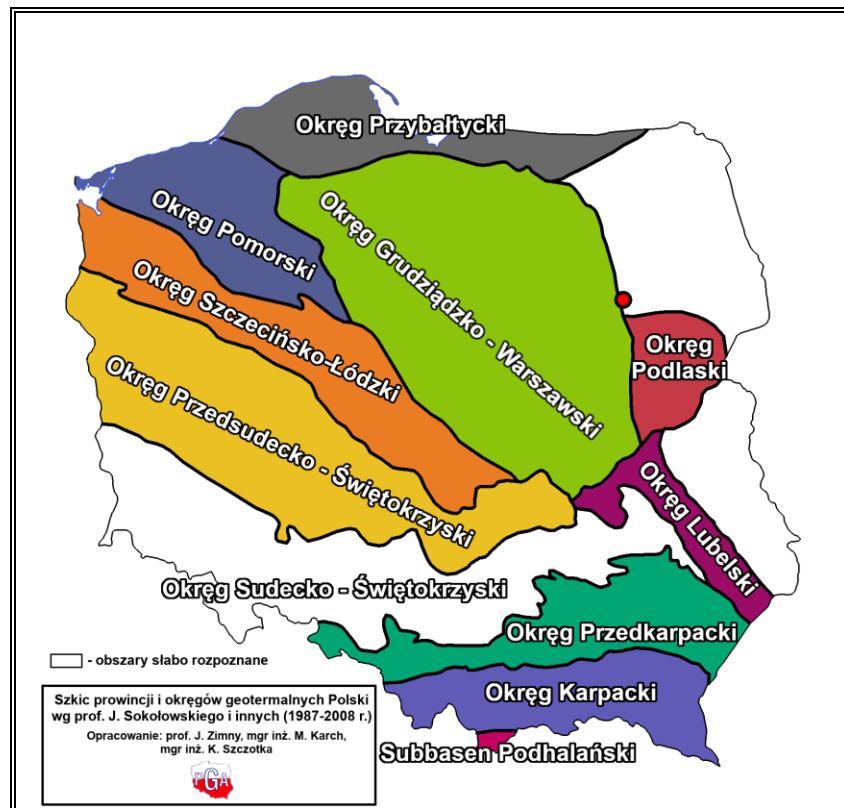 Okręg Przybałtycki
Okręg Pomorski
Okręg Grudziądzko - Warszawski
Okręg Szczecińsko-Łódzki
Okręg
Podlaski
Okręg Przedsudecko - Świętokrzyski
Okręg Lubelski
Okręg Sudecko - Świętokrzyski
Okręg Przedkarpacki
- obszary słabo rozpoznane
Okręg Karpacki
Szkic prowincji i okręgów geotermalnych Polski
wg prof. J. Sokołowskiego i innych (1987-2008 r.)
Opracowanie: prof. J. Zimny, mgr inż. M. Karch,
mgr inż. K. Szczotka
Subbasen Podhalański
PGA